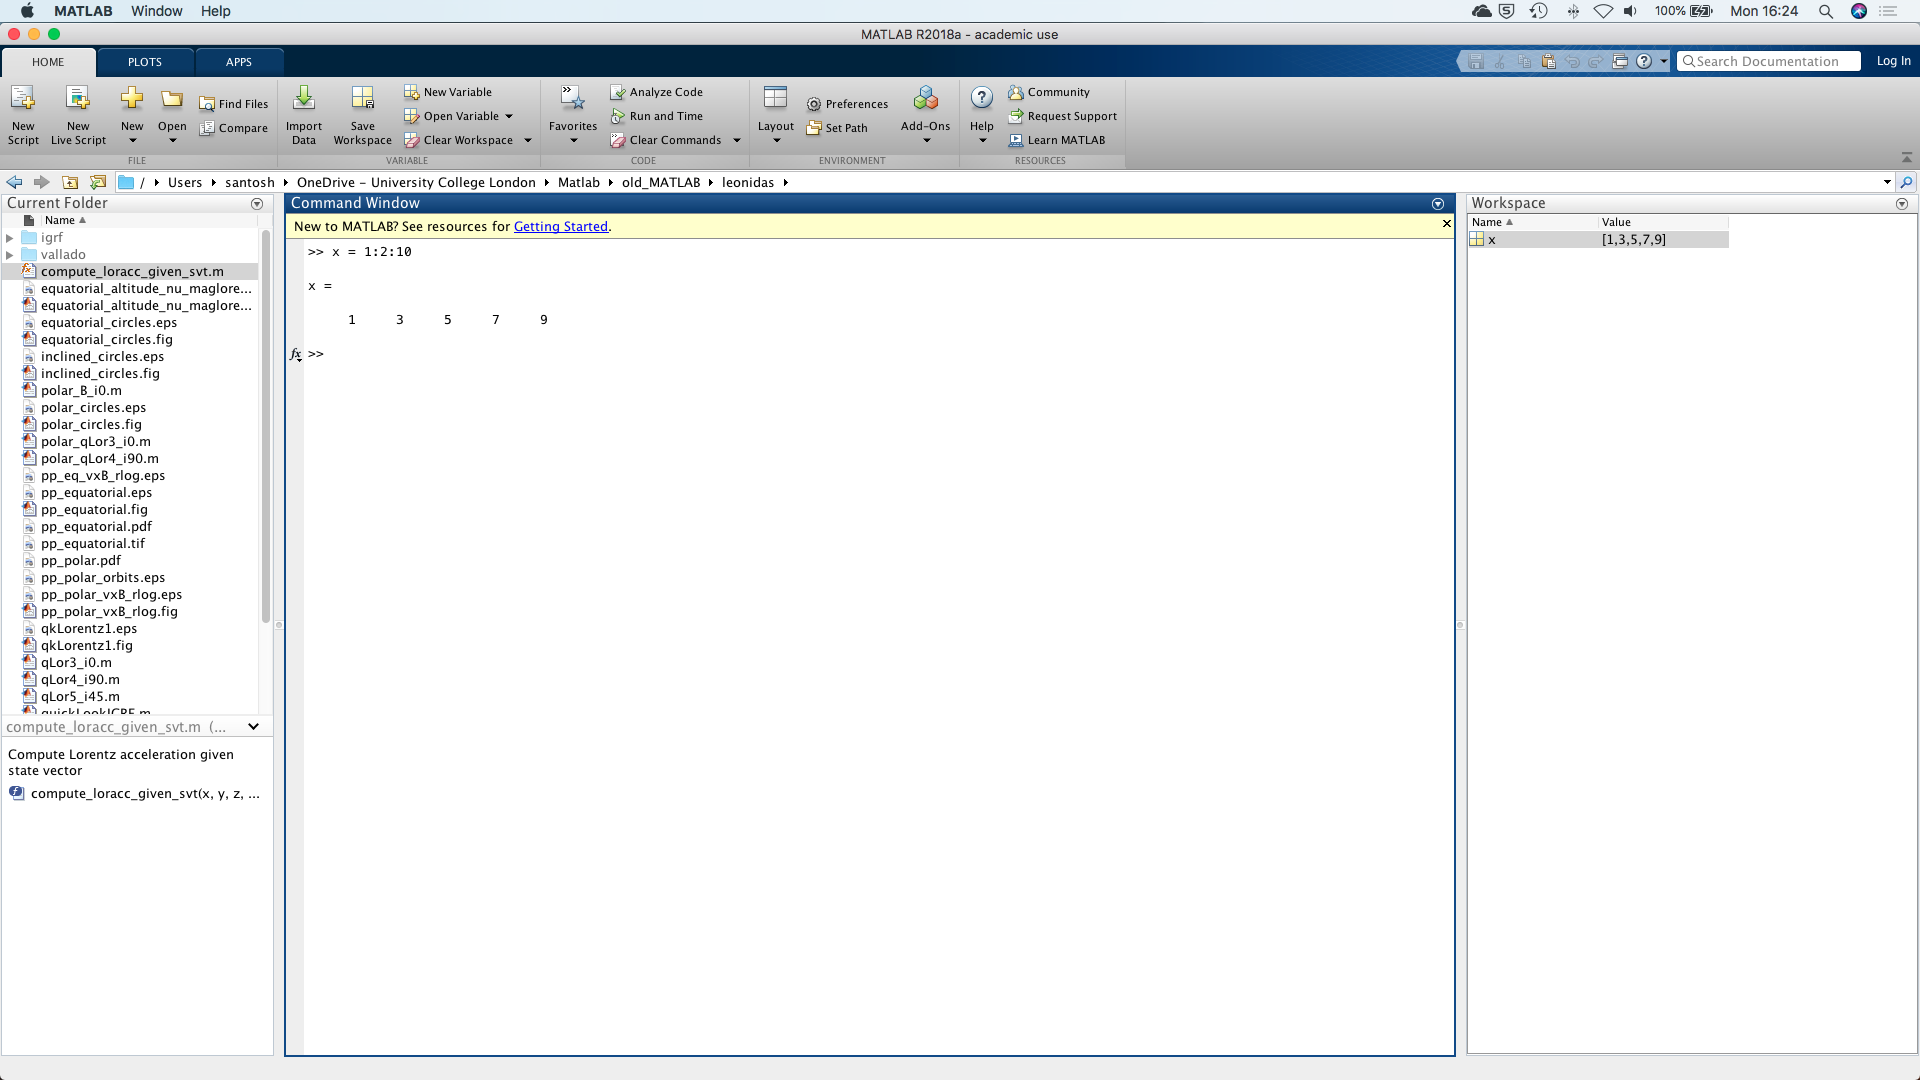 MATLAB Window Help
100% Mon 16:24
MATLAB R2018a - academic use
HOME PLOTS APPS
Search Documentation Log In
New Script
New Live Script
New
Open
Find Files
Compare
FILE
Import Data
Save Workspace
New Variable
Open Variable
Clear Workspace
VARIABLE
Favorites
Analyze Code
Run and Time
Clear Commands
CODE
Layout
Preferences
Set Path
Add-Ons
ENVIRONMENT
Help
Community
Request Support
Learn MATLAB
RESOURCES
/ Users santosh OneDrive - University College London Matlab old_MATLAB leonidas
Current Folder
Name
igrf
vallado
compute_loracc_given_svt.m
equatorial_altitude_nu_maglore...
equatorial_altitude_nu_maglore...
equatorial_circles.eps
equatorial_circles.fig
inclined_circles.eps
inclined_circles.fig
polar_B_i0.m
polar_circles.eps
polar_circles.fig
polar_qLor3_i0.m
polar_qLor4_i90.m
pp_eq_vxB_rlog.eps
pp_equatorial.eps
pp_equatorial.fig
pp_equatorial.pdf
pp_equatorial.tif
pp_polar.pdf
pp_polar_orbits.eps
pp_polar_vxB_rlog.eps
pp_polar_vxB_rlog.fig
qkLorentz1.eps
qkLorentz1.fig
qLor3_i0.m
qLor4_i90.m
qLor5_i45.m
compute_loracc_given_svt.m (...
Compute Lorentz acceleration given
state vector
compute_loracc_given_svt(x, y, z, ...
Command Window
New to MATLAB? See resources for Getting Started.
>> x = 1:2:10
x =
1 3 5 7 9
fx >>
Workspace
Name Value
x [1,3,5,7,9]